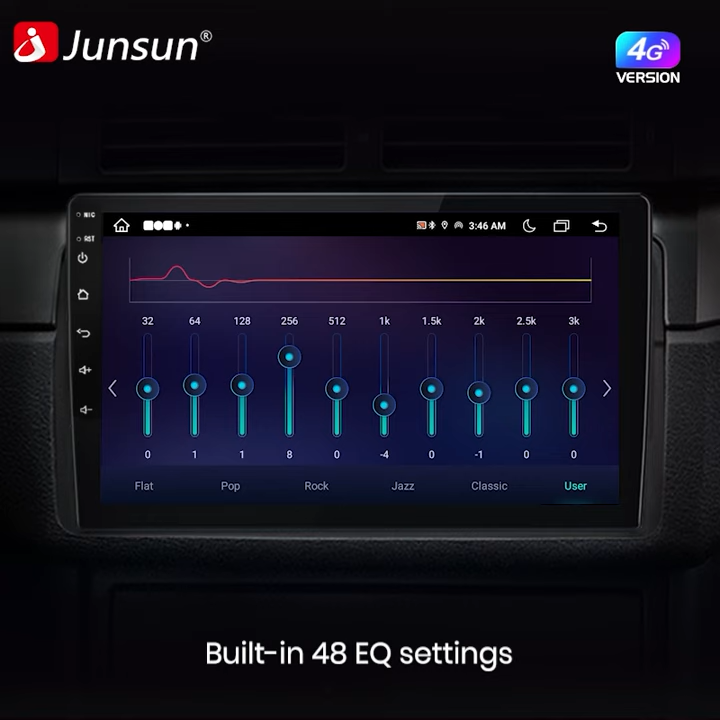 Junsun®
4G
VERSION
MIC
RST
3:46 AM
32 64 128 256 512 1k 1.5k 2k 2.5k 3k
0 1 1 8 0 -4 0 -1 0 0
Flat Pop Rock Jazz Classic User
Built-in 48 EQ settings